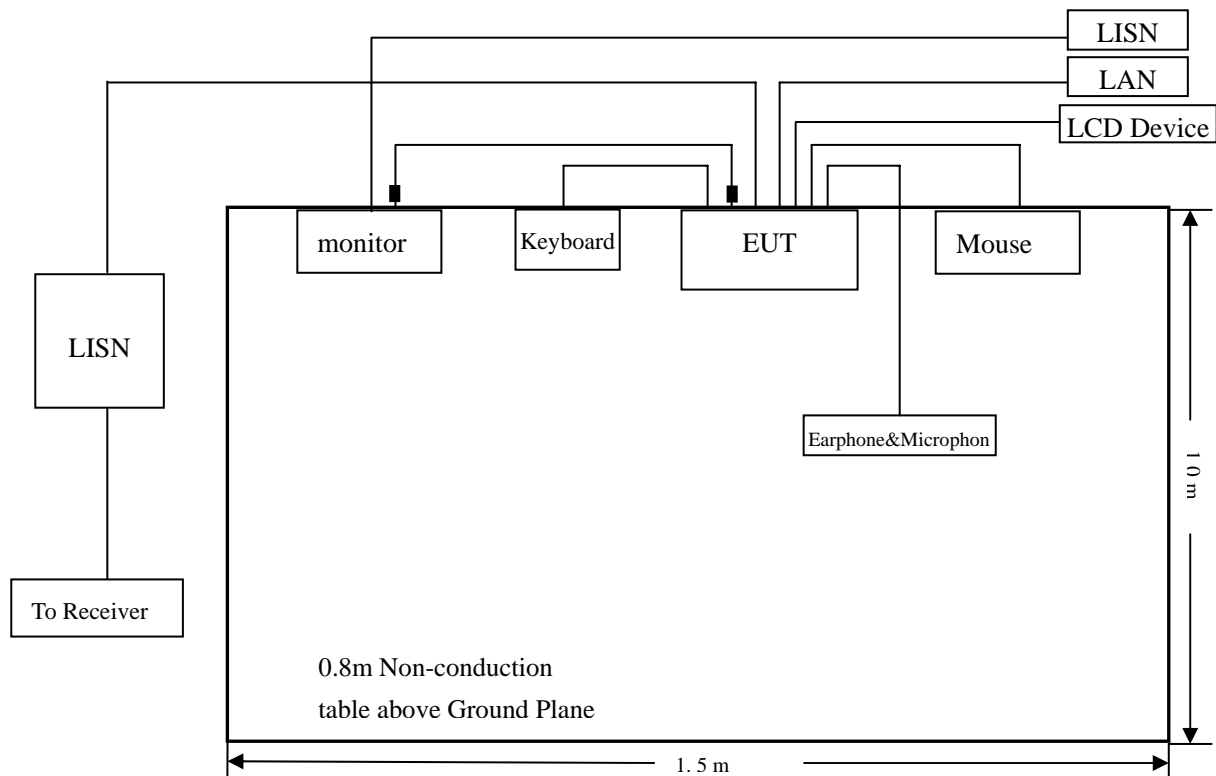 LISN
LAN
LCD Device
monitor
Keyboard
EUT
Mouse
LISN
Earphone&Microphon
1 0 m
To Receiver
0.8m Non-conduction
table above Ground Plane
1. 5 m